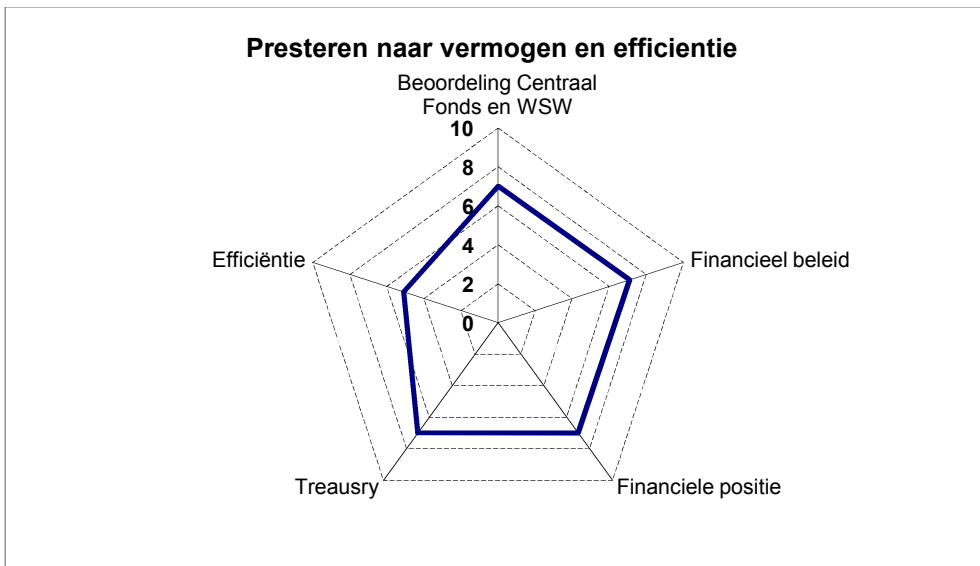 Presteren naar vermogen en efficientie
Beoordeling Centraal
Fonds en WSW
10
8
6
4
2
0
Efficiëntie
Financieel beleid
Treausry
Financiele positie